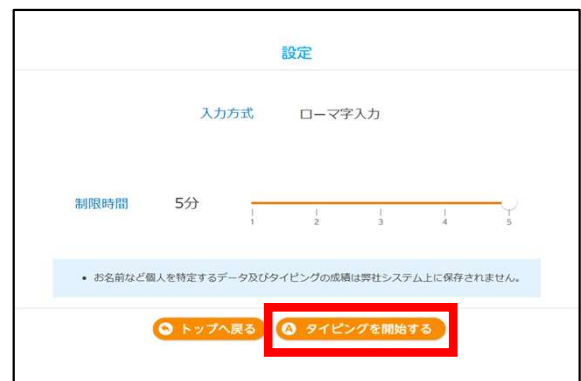 設定
入力方式 ローマ字入力
制限時間 5分
1 2 3 4 5
• お名前など個人を特定するデータ及びタイピングの成績は弊社システム上に保存されません。
トップへ戻る A タイピングを開始する